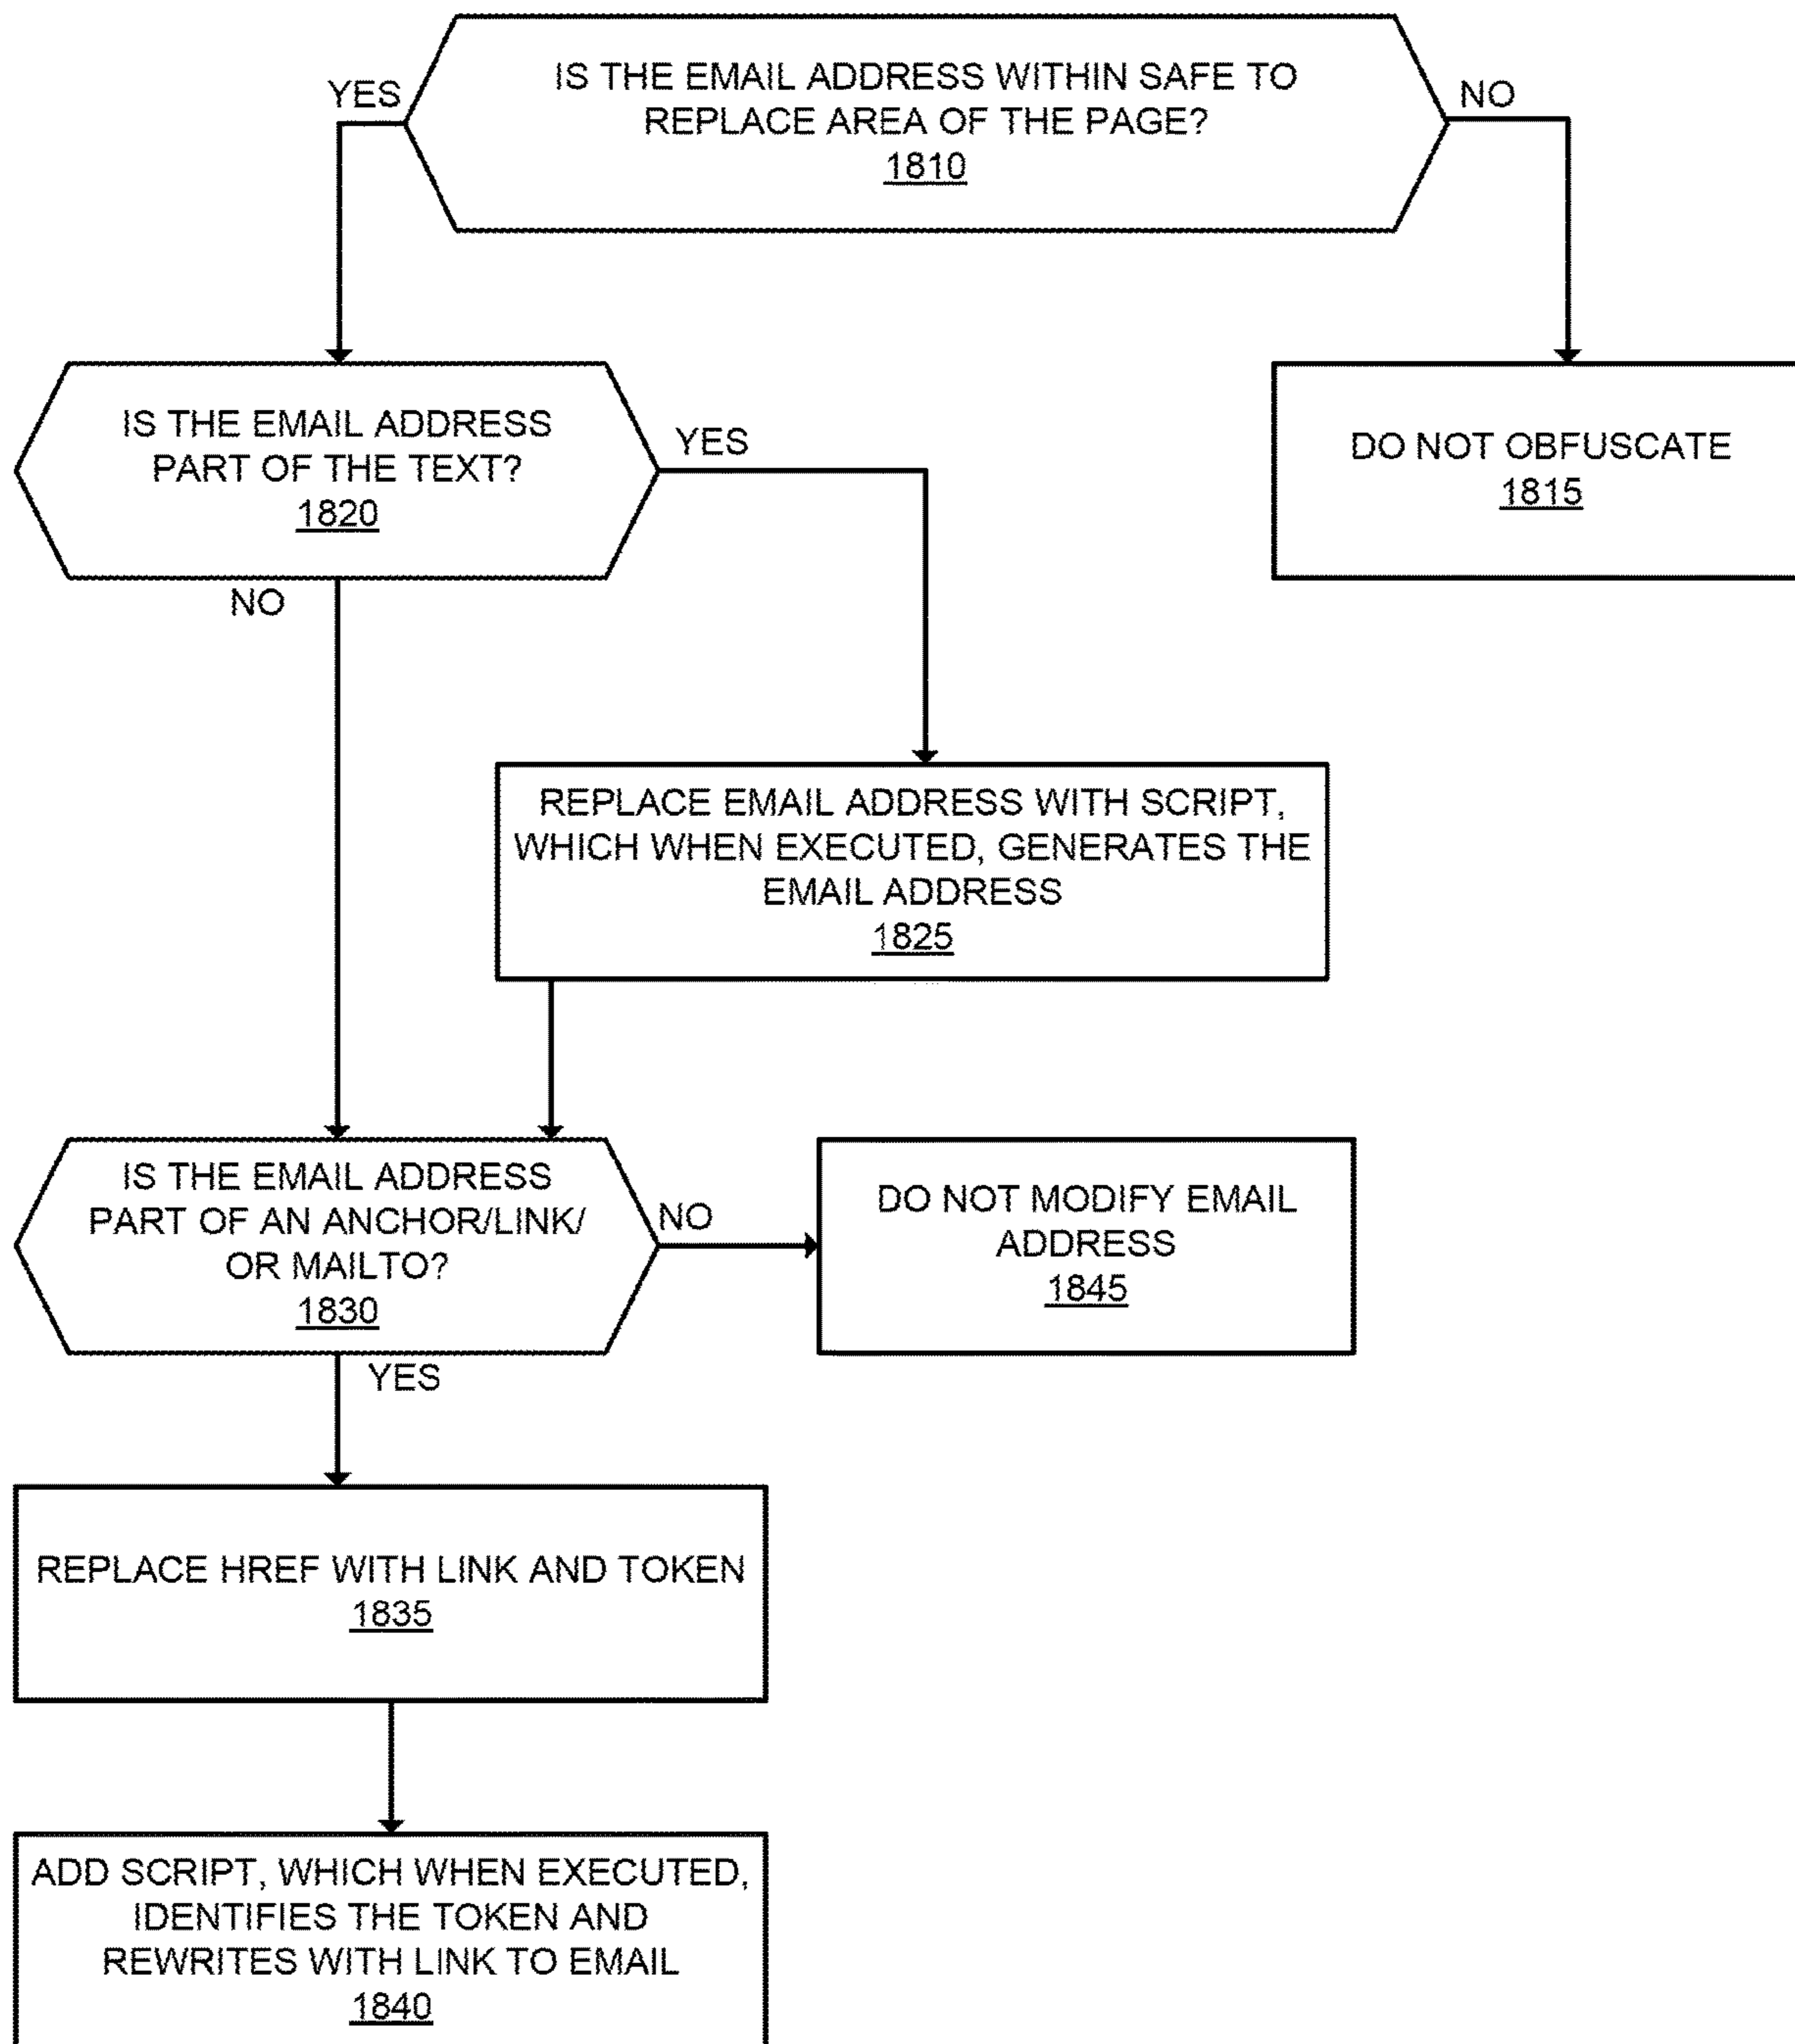 IS THE EMAIL ADDRESS WITHIN SAFE TO
REPLACE AREA OF THE PAGE?
1810
YES
NO
IS THE EMAIL ADDRESS
PART OF THE TEXT?
1820
YES
NO
DO NOT OBFUSCATE
1815
REPLACE EMAIL ADDRESS WITH SCRIPT,
WHICH WHEN EXECUTED, GENERATES THE
EMAIL ADDRESS
1825
IS THE EMAIL ADDRESS
PART OF AN ANCHOR/LINK/
OR MAILTO?
1830
NO
YES
DO NOT MODIFY EMAIL
ADDRESS
1845
REPLACE HREF WITH LINK AND TOKEN
1835
ADD SCRIPT, WHICH WHEN EXECUTED,
IDENTIFIES THE TOKEN AND
REWRITES WITH LINK TO EMAIL
1840